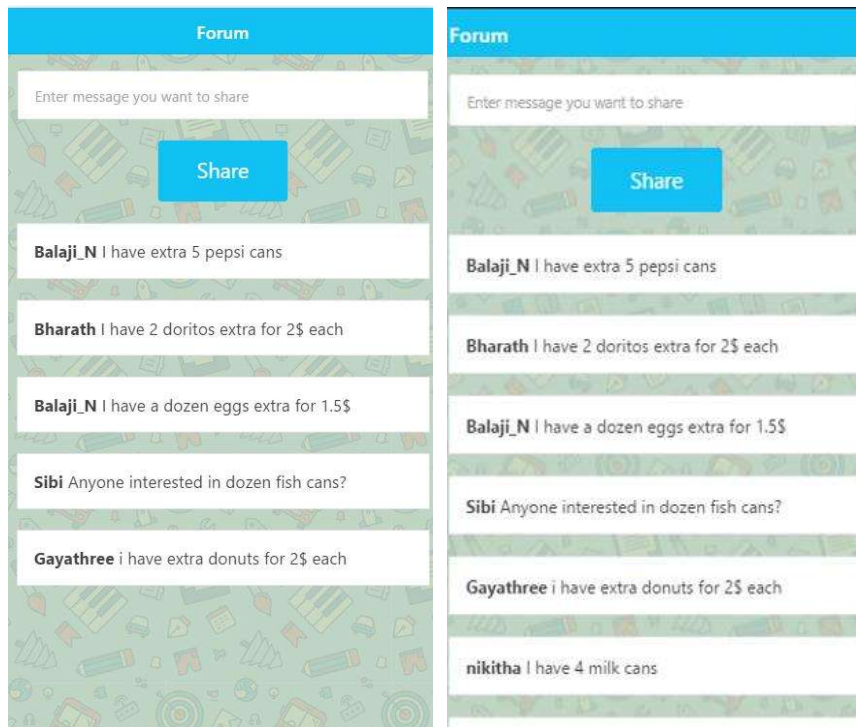 Forum
Enter message you want to share
Share
Balaji_N I have extra 5 pepsi cans
Bharath I have 2 doritos extra for 2$ each
Balaji_N I have a dozen eggs extra for 1.5$
Sibi Anyone interested in dozen fish cans?
Gayathree i have extra donuts for 2$ each
Forum
Enter message you want to share
Share
Balaji_N I have extra 5 pepsi cans
Bharath I have 2 doritos extra for 2$ each
Balaji_N I have a dozen eggs extra for 1.5$
Sibi Anyone interested in dozen fish cans?
Gayathree i have extra donuts for 2$ each
nikitha I have 4 milk cans